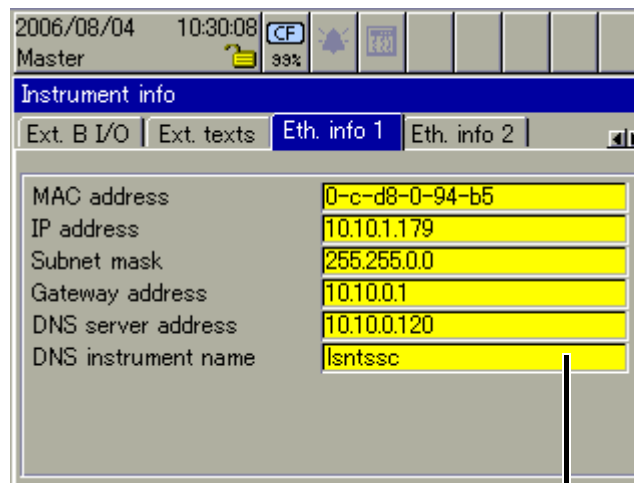 2006/08/04 10:30:08 CF
Master 99%
Instrument info
Ext. B I/O Ext. texts Eth. info 1 Eth. info 2
MAC address 0-c-d8-0-94-b5
IP address 10.10.1.179
Subnet mask 255.255.0.0
Gateway address 10.10.0.1
DNS server address 10.10.0.120
DNS instrument name lsntssc